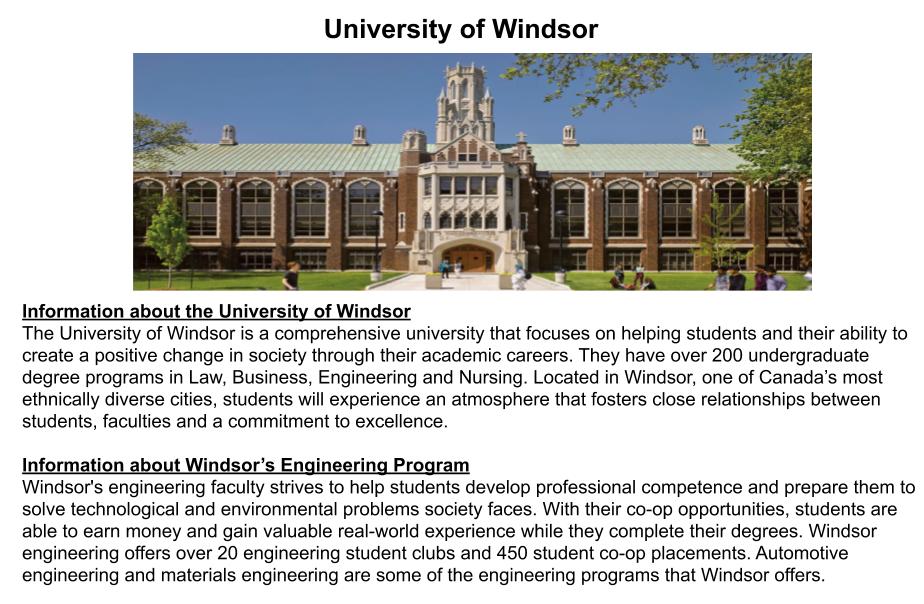 University of Windsor
Information about the University of Windsor
The University of Windsor is a comprehensive university that focuses on helping students and their ability to
create a positive change in society through their academic careers. They have over 200 undergraduate
degree programs in Law, Business, Engineering and Nursing. Located in Windsor, one of Canada’s most
ethnically diverse cities, students will experience an atmosphere that fosters close relationships between
students, faculties and a commitment to excellence.
Information about Windsor’s Engineering Program
Windsor's engineering faculty strives to help students develop professional competence and prepare them to
solve technological and environmental problems society faces. With their co-op opportunities, students are
able to earn money and gain valuable real-world experience while they complete their degrees. Windsor
engineering offers over 20 engineering student clubs and 450 student co-op placements. Automotive
engineering and materials engineering are some of the engineering programs that Windsor offers.